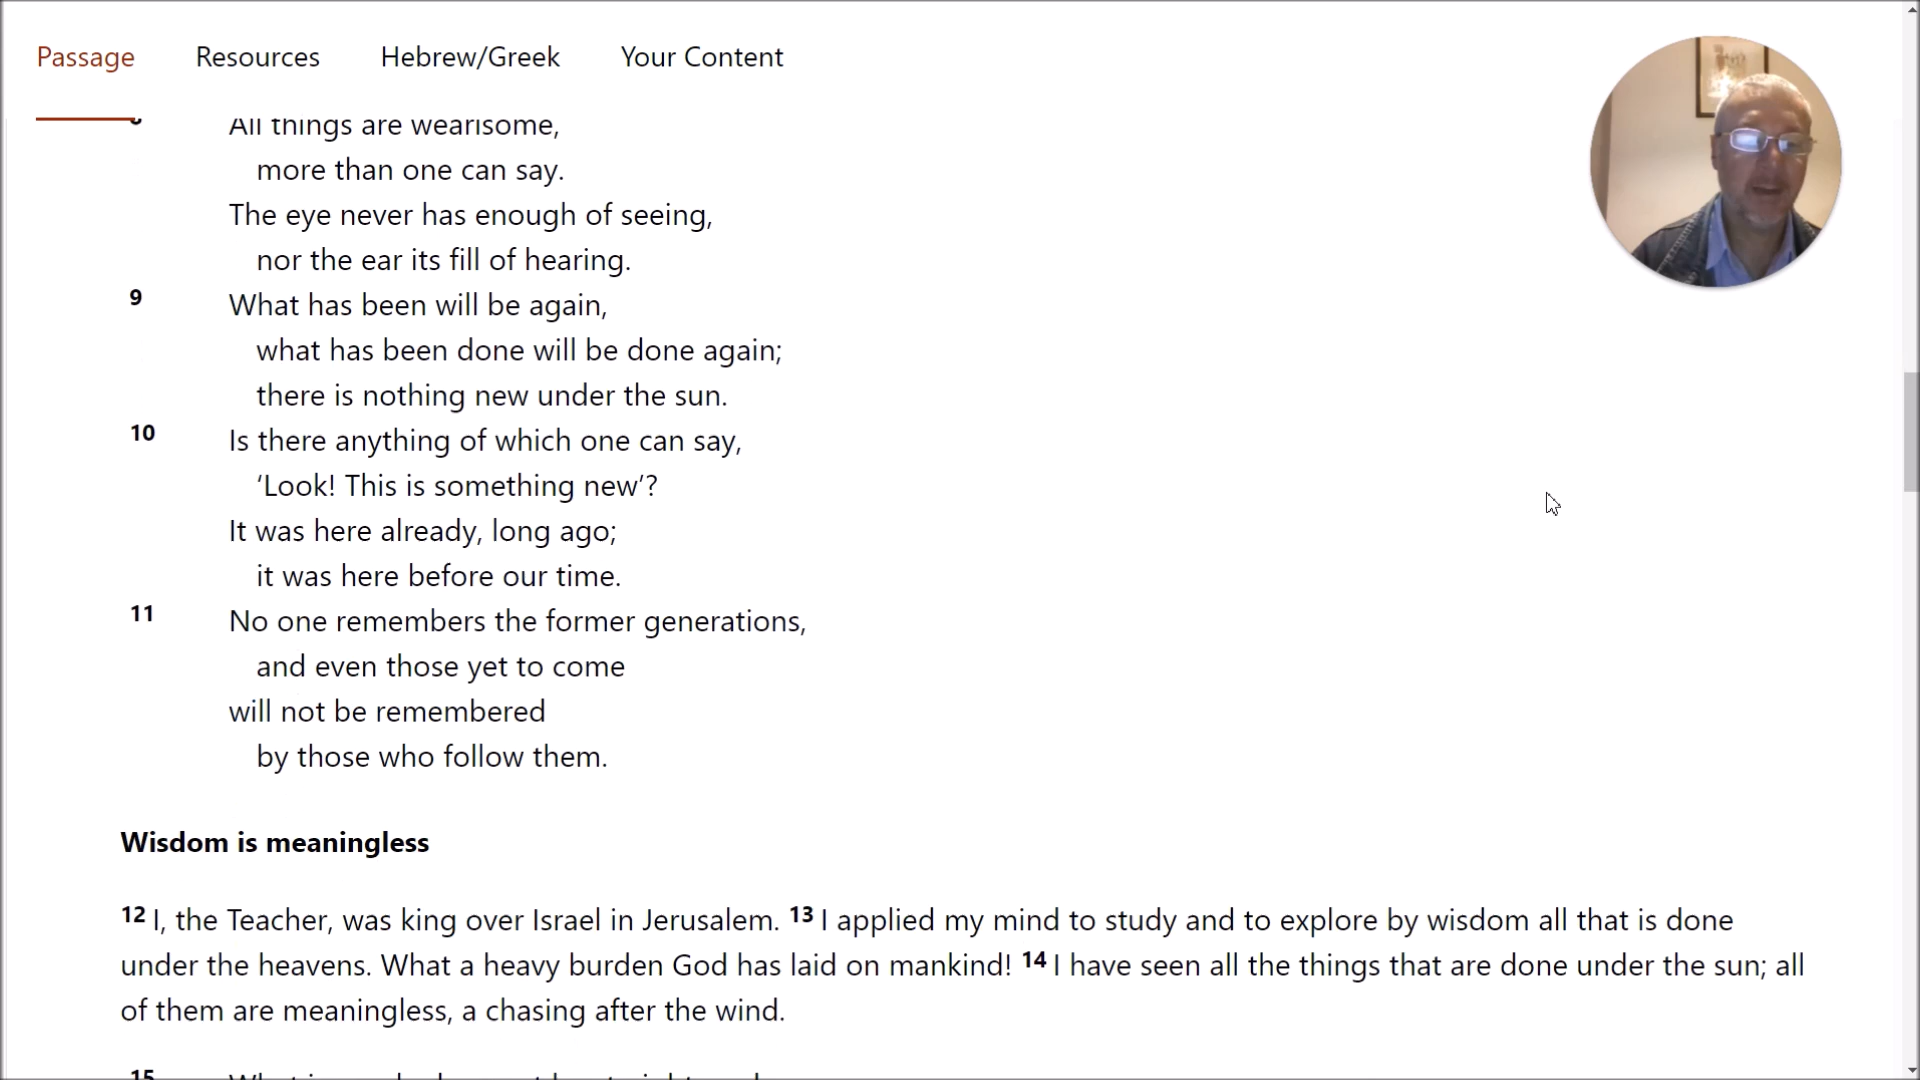 Passage Resources Hebrew/Greek Your Content
All things are wearisome,
more than one can say.
The eye never has enough of seeing,
nor the ear its fill of hearing.
9 What has been will be again,
what has been done will be done again;
there is nothing new under the sun.
10 Is there anything of which one can say,
‘Look! This is something new’?
It was here already, long ago;
it was here before our time.
11 No one remembers the former generations,
and even those yet to come
will not be remembered
by those who follow them.
Wisdom is meaningless
12 I, the Teacher, was king over Israel in Jerusalem. 13 I applied my mind to study and to explore by wisdom all that is done
under the heavens. What a heavy burden God has laid on mankind! 14 I have seen all the things that are done under the sun; all
of them are meaningless, a chasing after the wind.
15